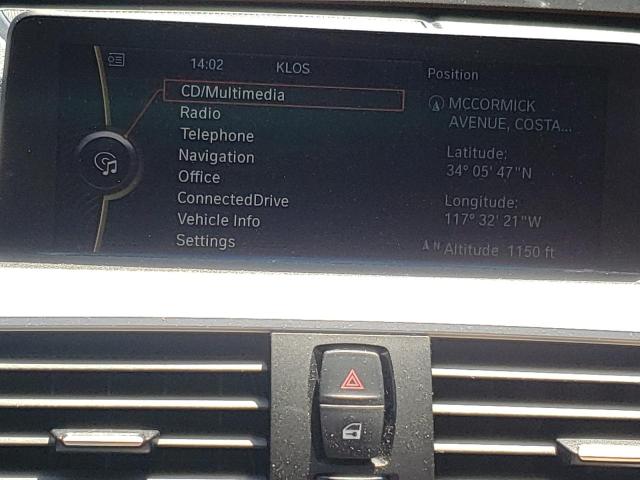 14:02 KLOS
CD/Multimedia
Radio
Telephone
Navigation
Office
ConnectedDrive
Vehicle Info
Settings
Position
MCCORMICK
AVENUE, COSTA...
Latitude:
34° 05' 47"N
Longitude:
117° 32' 21"W
N Altitude 1150 ft